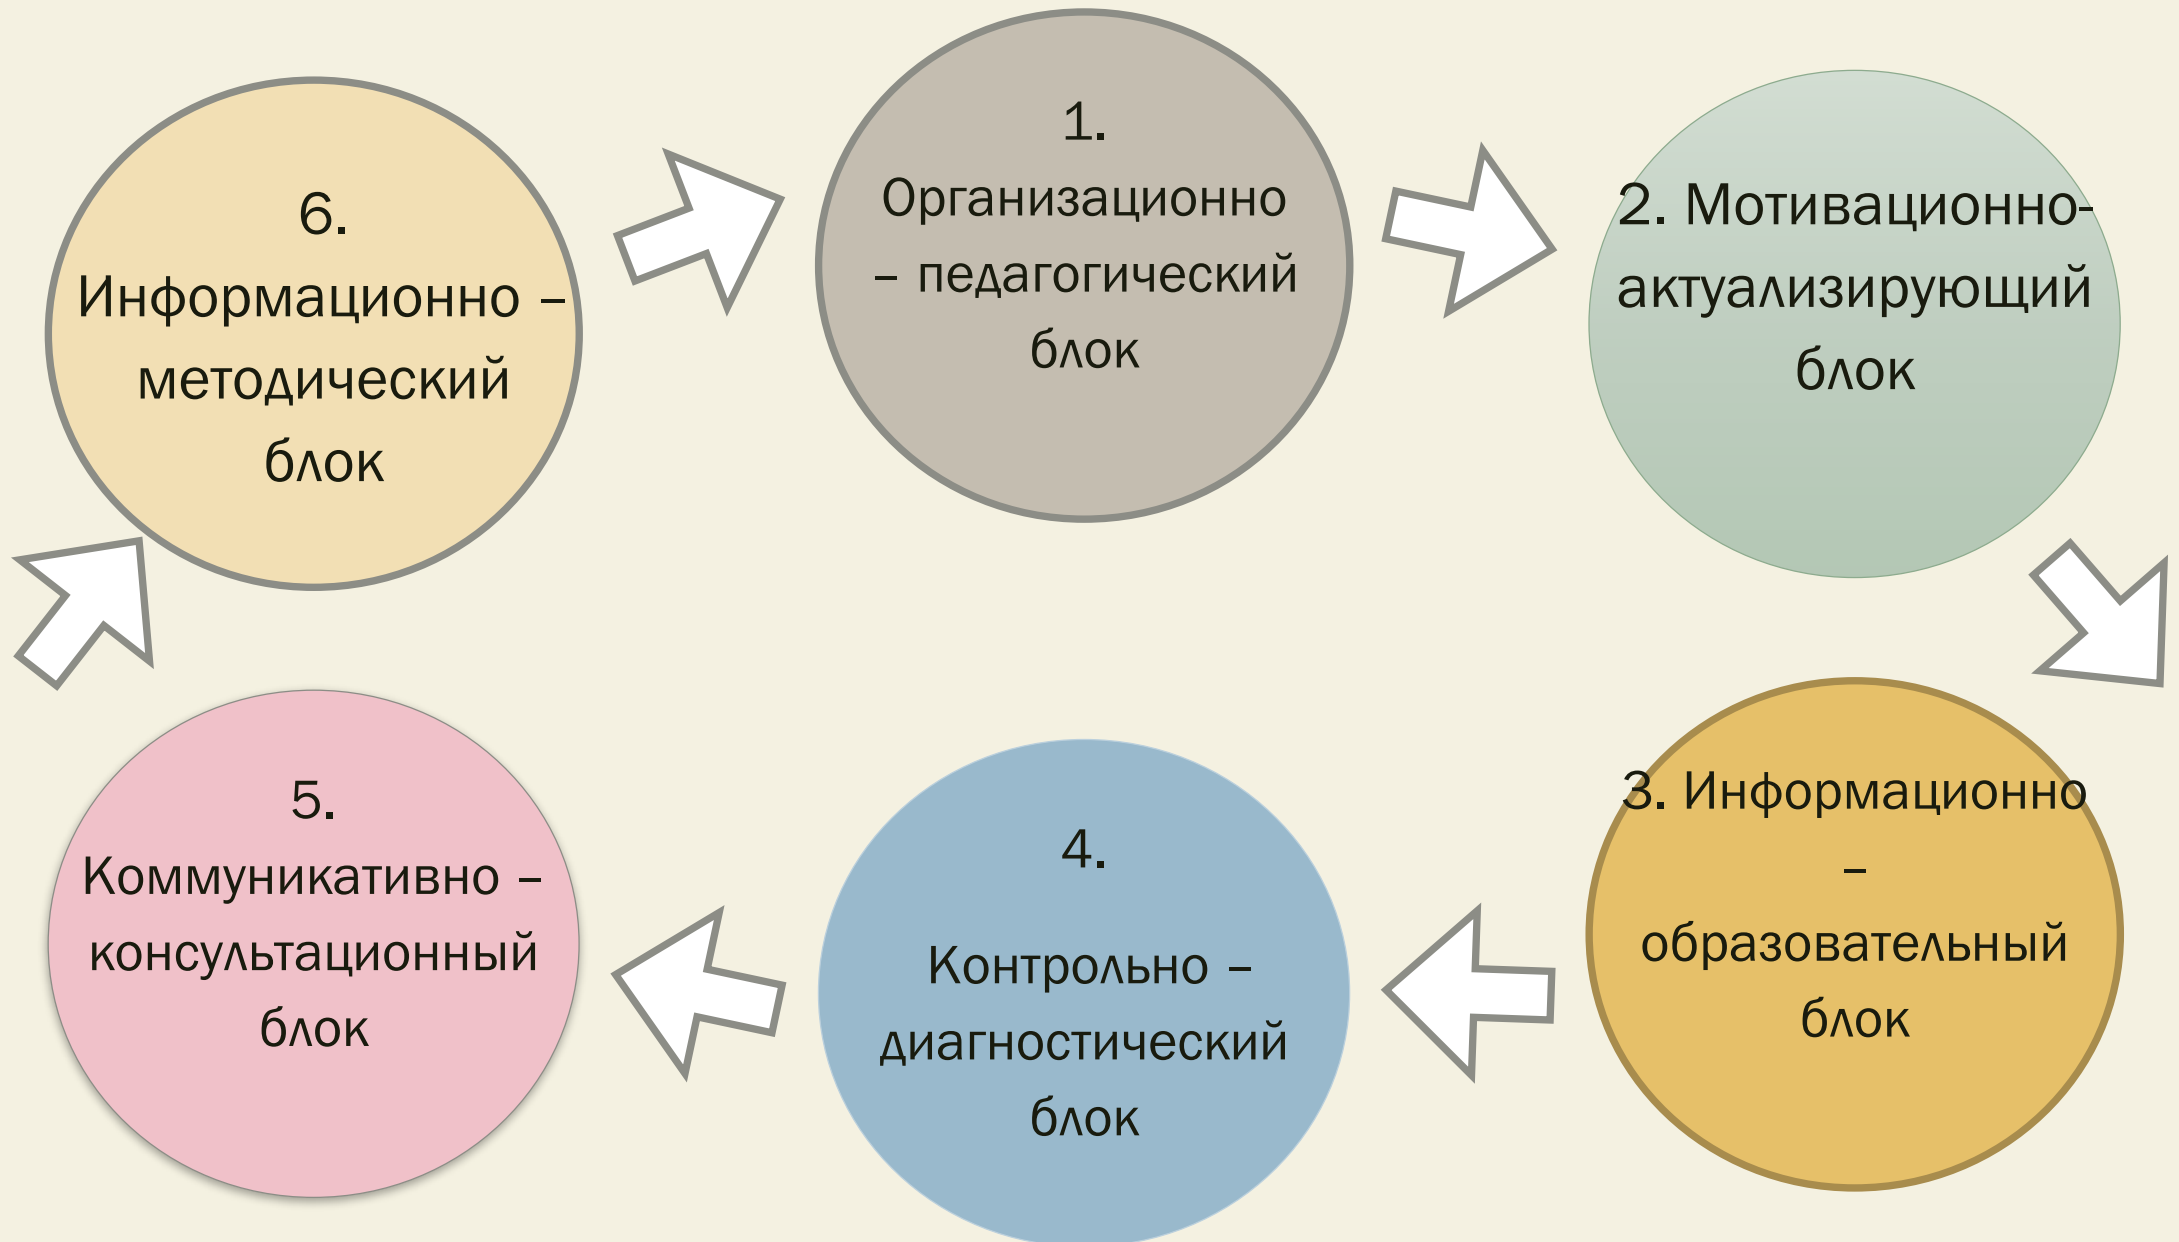 1.
Организационно
– педагогический
блок
2. Мотивационно-
актуализирующий
блок
3. Информационно
–
образовательный
блок
4.
Контрольно –
диагностический
блок
5.
Коммуникативно –
консультационный
блок
6.
Информационно –
методический
блок